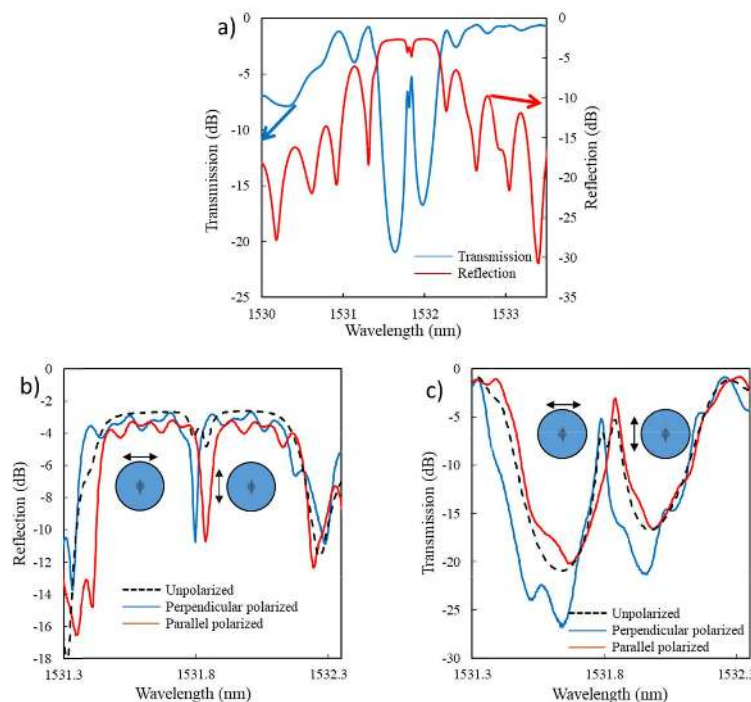 a)
0
-5
-10
-15
-20
-25
Transmission (dB)
0
-5
-10
-15
-20
-25
-30
-35
Reflection (dB)
Transmission
Reflection
1530
1531
1532
1533
Wavelength (nm)
b)
0
-2
-4
-6
-8
-10
-12
-14
-16
-18
Reflection (dB)
Unpolarized
Perpendicular polarized
Parallel polarized
1531.3
1531.8
1532.3
Wavelength (nm)
c)
0
-5
-10
-15
-20
-25
-30
Transmission (dB)
Unpolarized
Perpendicular polarized
Parallel polarized
1531.3
1531.8
1532.3
Wavelength (nm)